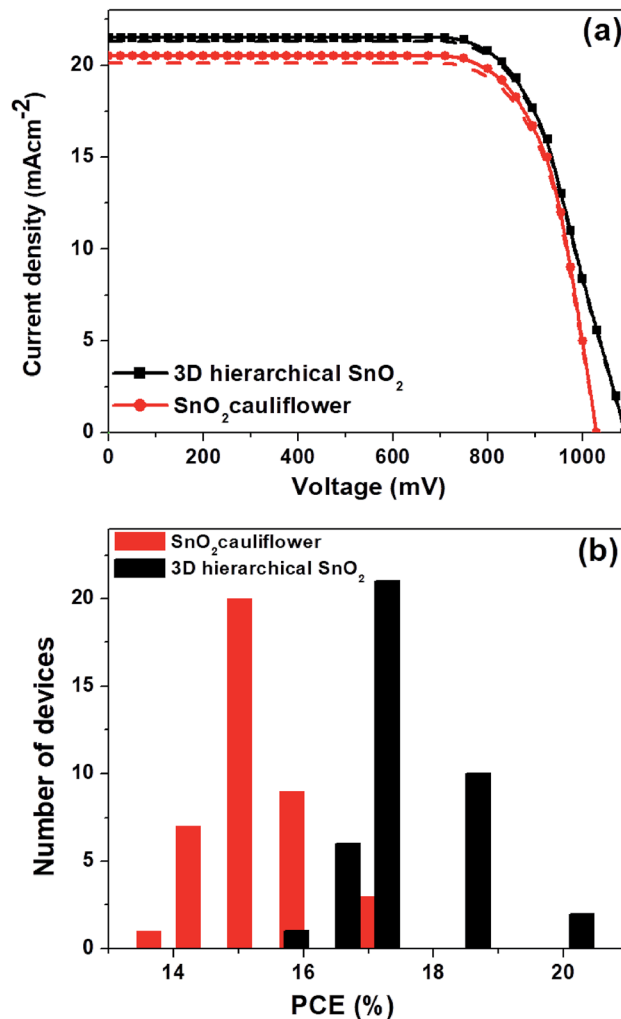 (a)
20
15
10
5
0
Current density (mAcm⁻²)
3D hierarchical SnO₂
SnO₂cauliflower
0 200 400 600 800 1000
Voltage (mV)
(b)
SnO₂cauliflower
3D hierarchical SnO₂
20
15
10
5
0
Number of devices
14 16 18 20
PCE (%)